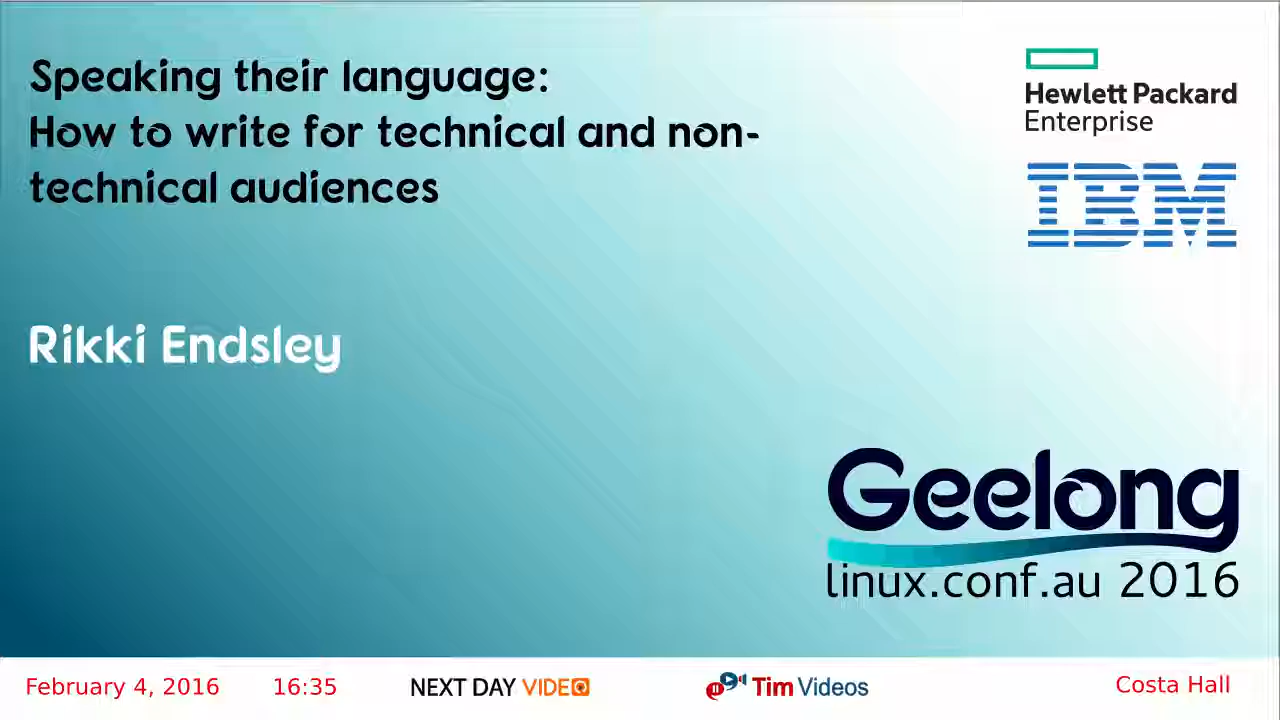 Speaking their language:
How to write for technical and non-
technical audiences
Hewlett Packard
Enterprise
IBM
Rikki Endsley
Geelong
linux.conf.au 2016
February 4, 2016 16:35 NEXT DAY VIDEO Tim Videos Costa Hall